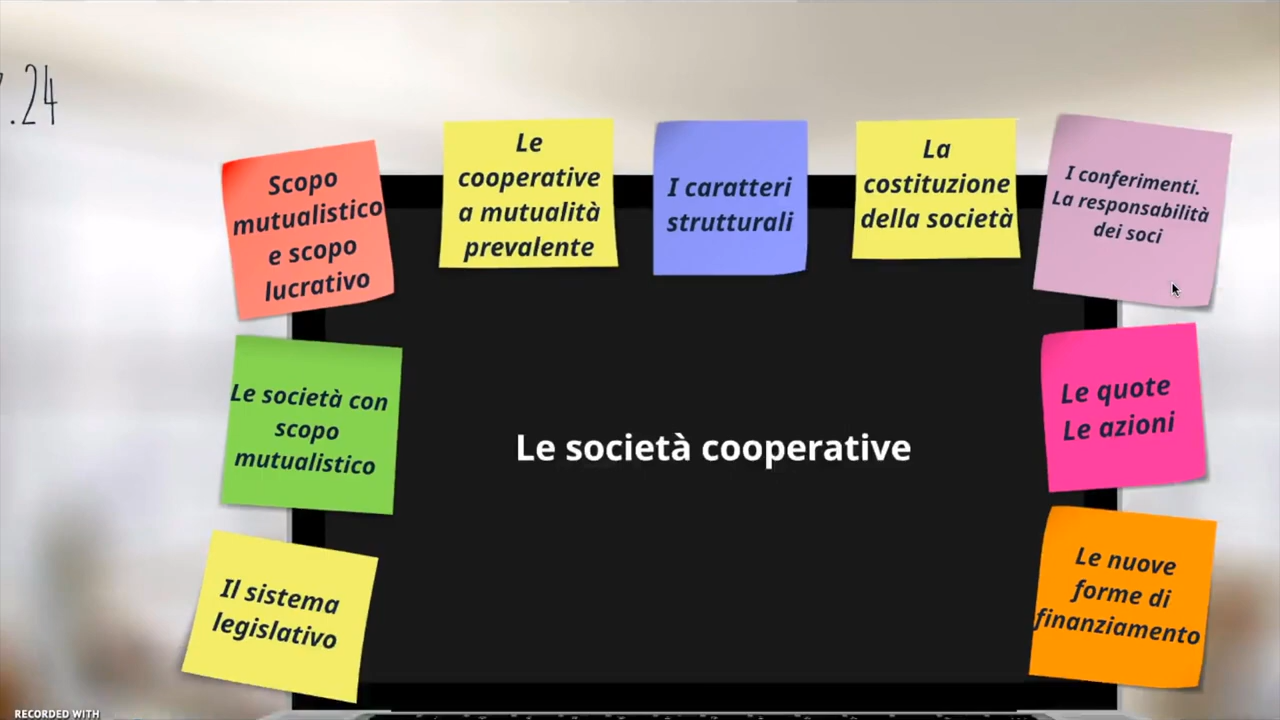 .24
Scopo
mutualistico
e scopo
lucrativo
Le
cooperative
a mutualità
prevalente
I caratteri
strutturali
La
costituzione
della società
I conferimenti.
La responsabilità
dei soci
Le società con
scopo
mutualistico
Le società cooperative
Le quote
Le azioni
Il sistema
legislativo
Le nuove
forme di
finanziamento
RECORDED WITH